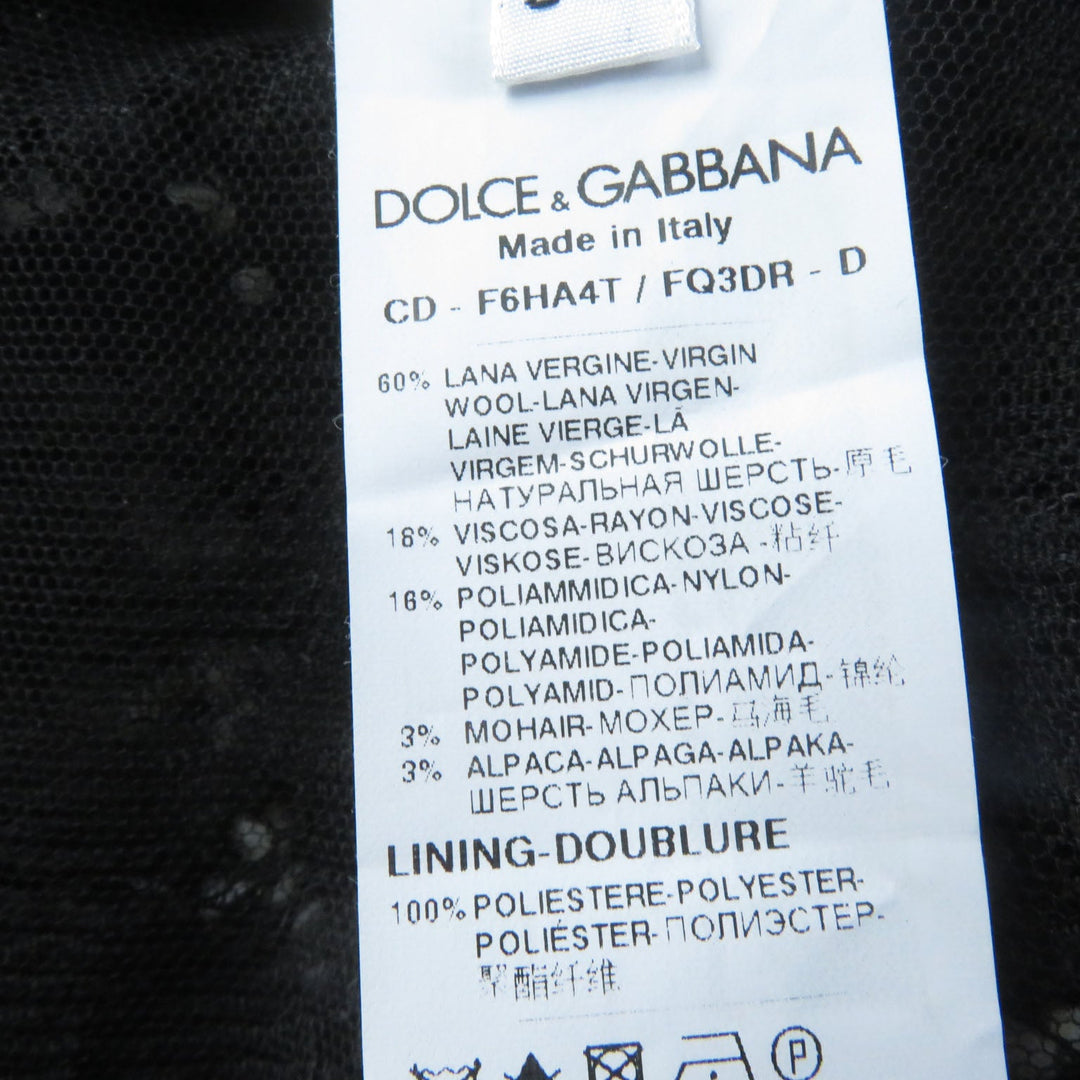 DOLCE & GABBANA
Made in Italy
CD - F6HA4T / FQ3DR - D
60% LANA VERGINE-VIRGIN
WOOL-LANA VIRGEN-
LAINE VIERGE-LÃ
VIRGEM-SCHURWOLLE-
НАТУРАЛЬНАЯ ШЕРСТЬ-原毛
18% VISCOSA-RAYON-VISCOSE-
VISKOSE-ВИСКОЗА-粘纤
16% POLIAMMIDICA-NYLON-
POLIAMIDICA-
POLYAMIDE-POLIAMIDA-
POLYAMID-ПОЛИАМИД-锦纶
3% MOHAIR-МОХЕР-马海毛
3% ALPACA-ALPAGA-ALPAKA-
ШЕРСТЬ АЛЬПАКИ-羊驼毛
LINING-DOUBLURE
100% POLIESTERE-POLYESTER-
POLIÉSTER-ПОЛИЭСТЕР-
聚酯纤维
P